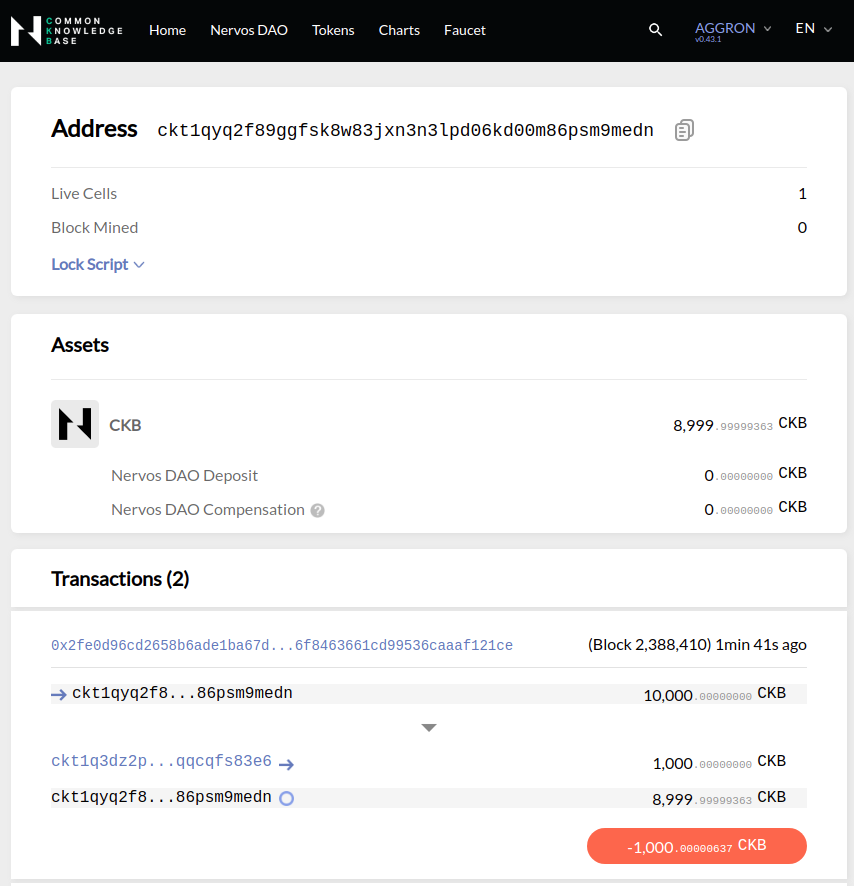 COMMON
KNOWLEDGE
BASE
Home Nervos DAO Tokens Charts Faucet AGGRON EN
v0.43.1
Address ckt1qyq2f89ggfsk8w83jxn3n3lpd06kd00m86psm9medn
Live Cells 1
Block Mined 0
Lock Script
Assets
CKB 8,999.99999363 CKB
Nervos DAO Deposit 0.00000000 CKB
Nervos DAO Compensation ? 0.00000000 CKB
Transactions (2)
0x2fe0d96cd2658b6ade1ba67d...6f8463661cd99536caaaf121ce (Block 2,388,410) 1min 41s ago
ckt1qyq2f8...86psm9medn 10,000.00000000 CKB
ckt1q3dz2p...qqcqfs83e6 1,000.00000000 CKB
ckt1qyq2f8...86psm9medn 8,999.99999363 CKB
-1,000.00000637 CKB